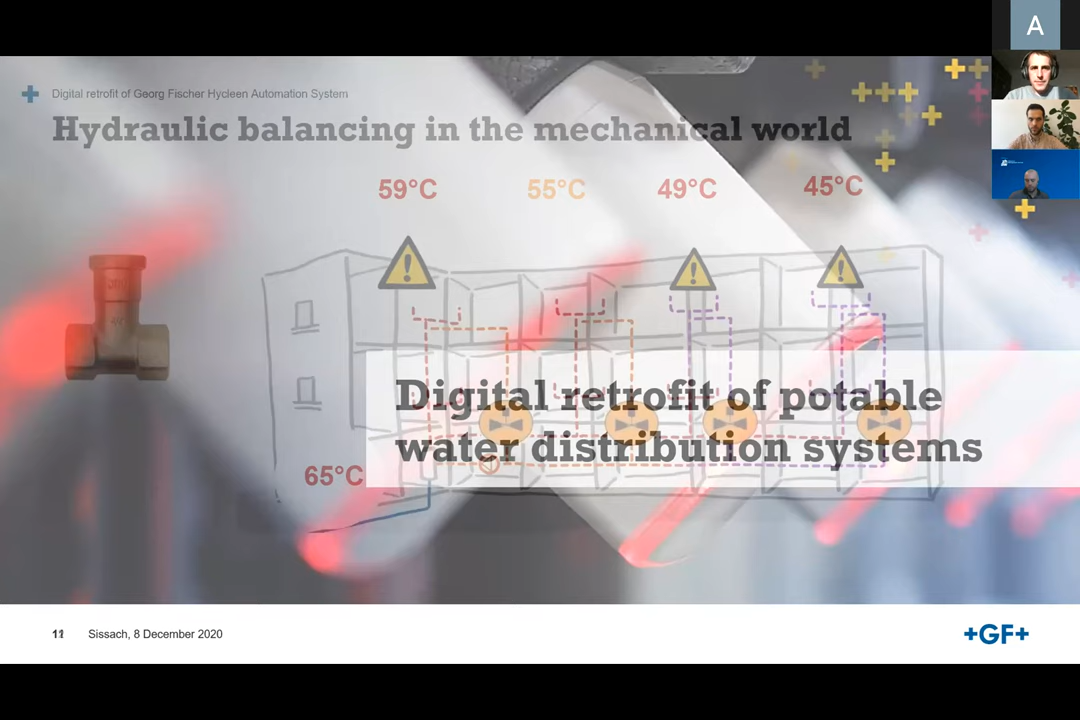 A
Digital retrofit of Georg Fischer Hycleen Automation System
Hydraulic balancing in the mechanical world
59°C
55°C
49°C
45°C
Digital retrofit of potable
water distribution systems
65°C
Sissach, 8 December 2020
+GF+